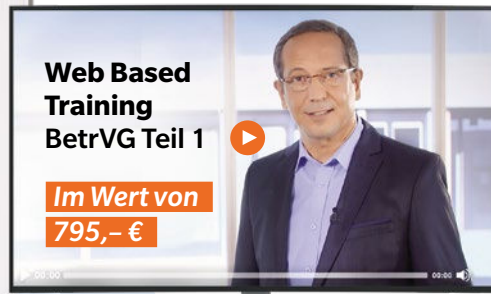 Web Based
Training
BetrVG Teil 1
Im Wert von
795,– €
00:00
00:00